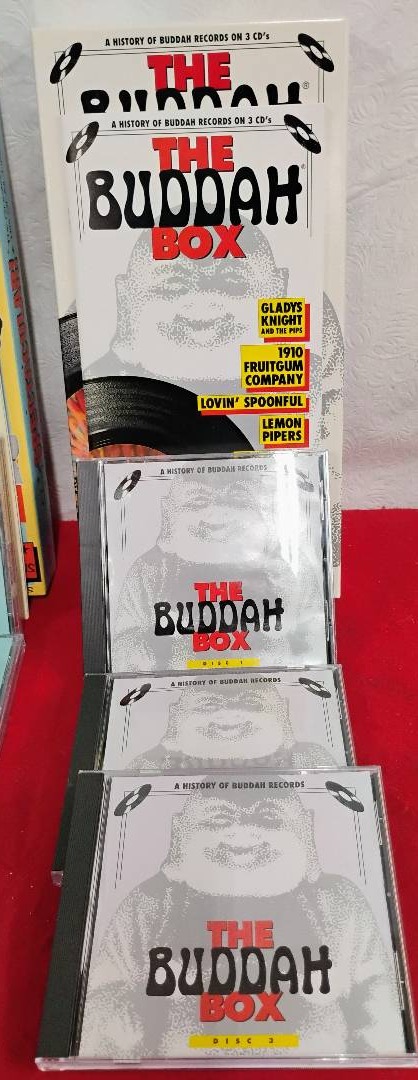 A HISTORY OF BUDDAH RECORDS ON 3 CD's
THE
BUDDAH®
A HISTORY OF BUDDAH RECORDS ON 3 CD's
THE
BUDDAH®
BOX
GLADYS
KNIGHT
AND THE PIPS
1910
FRUITGUM
COMPANY
LOVIN' SPOONFUL
LEMON
PIPERS
A HISTORY OF BUDDAH RECORDS
THE
BUDDAH
BOX
DISC 1
A HISTORY OF BUDDAH RECORDS
A HISTORY OF BUDDAH RECORDS
THE
BUDDAH
BOX
DISC 3